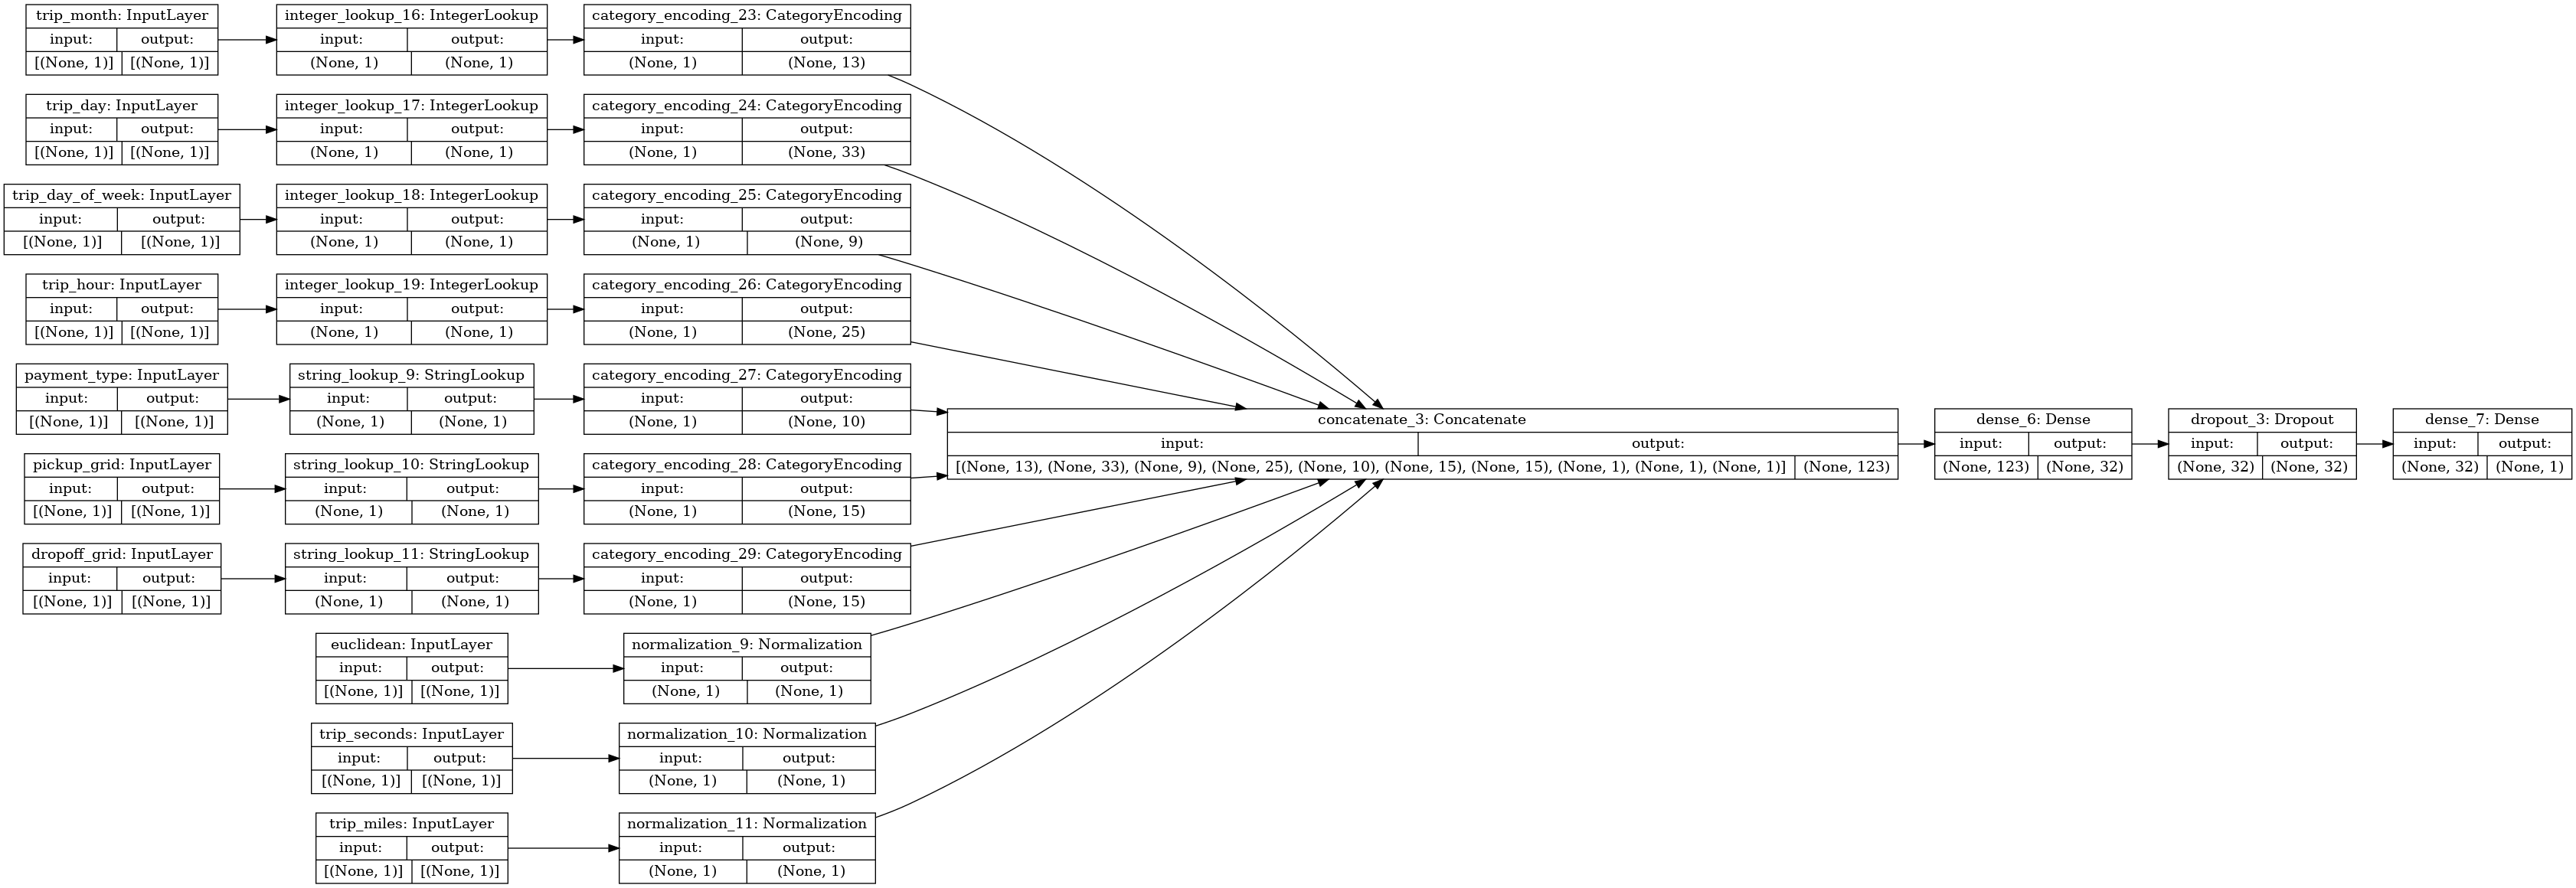 trip_month: InputLayer
input: output:
[(None, 1)] [(None, 1)]
integer_lookup_16: IntegerLookup
input: output:
(None, 1) (None, 1)
category_encoding_23: CategoryEncoding
input: output:
(None, 1) (None, 13)
trip_day: InputLayer
input: output:
[(None, 1)] [(None, 1)]
integer_lookup_17: IntegerLookup
input: output:
(None, 1) (None, 1)
category_encoding_24: CategoryEncoding
input: output:
(None, 1) (None, 33)
trip_day_of_week: InputLayer
input: output:
[(None, 1)] [(None, 1)]
integer_lookup_18: IntegerLookup
input: output:
(None, 1) (None, 1)
category_encoding_25: CategoryEncoding
input: output:
(None, 1) (None, 9)
trip_hour: InputLayer
input: output:
[(None, 1)] [(None, 1)]
integer_lookup_19: IntegerLookup
input: output:
(None, 1) (None, 1)
category_encoding_26: CategoryEncoding
input: output:
(None, 1) (None, 25)
payment_type: InputLayer
input: output:
[(None, 1)] [(None, 1)]
string_lookup_9: StringLookup
input: output:
(None, 1) (None, 1)
category_encoding_27: CategoryEncoding
input: output:
(None, 1) (None, 10)
pickup_grid: InputLayer
input: output:
[(None, 1)] [(None, 1)]
string_lookup_10: StringLookup
input: output:
(None, 1) (None, 1)
category_encoding_28: CategoryEncoding
input: output:
(None, 1) (None, 15)
dropoff_grid: InputLayer
input: output:
[(None, 1)] [(None, 1)]
string_lookup_11: StringLookup
input: output:
(None, 1) (None, 1)
category_encoding_29: CategoryEncoding
input: output:
(None, 1) (None, 15)
euclidean: InputLayer
input: output:
[(None, 1)] [(None, 1)]
normalization_9: Normalization
input: output:
(None, 1) (None, 1)
trip_seconds: InputLayer
input: output:
[(None, 1)] [(None, 1)]
normalization_10: Normalization
input: output:
(None, 1) (None, 1)
trip_miles: InputLayer
input: output:
[(None, 1)] [(None, 1)]
normalization_11: Normalization
input: output:
(None, 1) (None, 1)
concatenate_3: Concatenate
input: output:
[(None, 13), (None, 33), (None, 9), (None, 25), (None, 10), (None, 15), (None, 15), (None, 1), (None, 1), (None, 1)] (None, 123)
dense_6: Dense
input: output:
(None, 123) (None, 32)
dropout_3: Dropout
input: output:
(None, 32) (None, 32)
dense_7: Dense
input: output:
(None, 32) (None, 1)